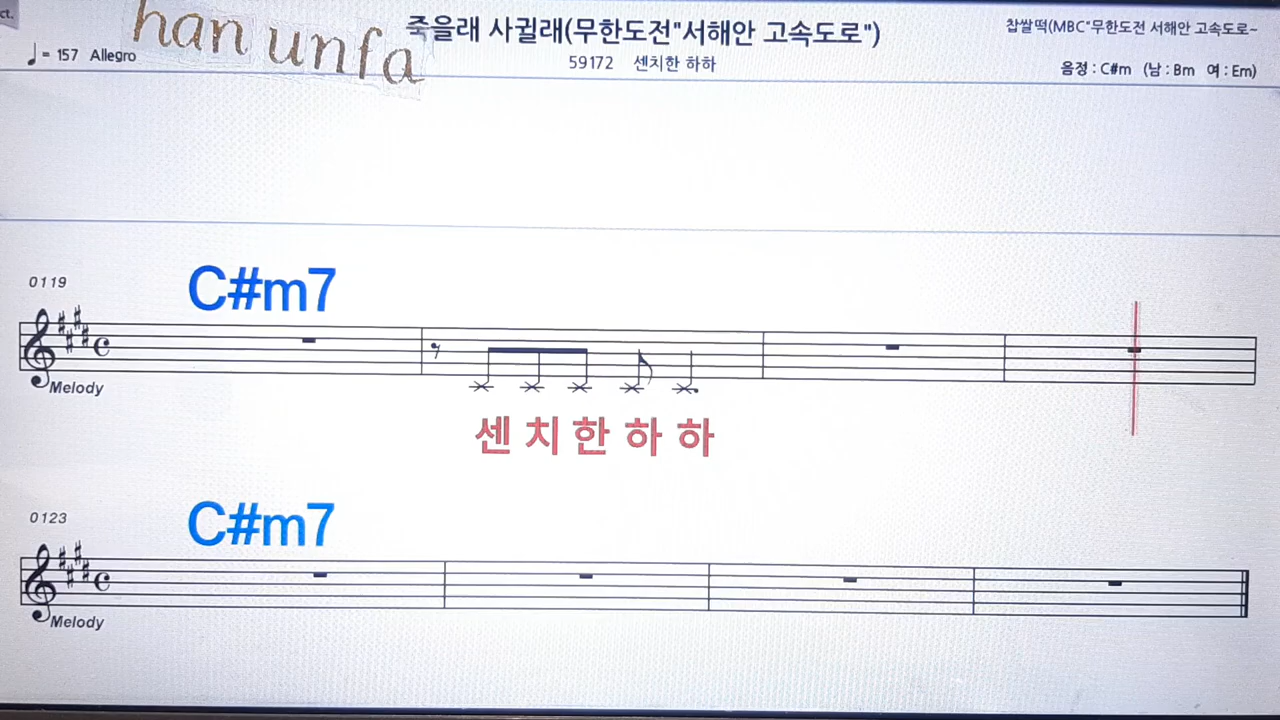 ct.
han unfa
죽을래 사귈래(무한도전"서해안 고속도로")
찹쌀떡(MBC"무한도전 서해안 고속도로~
♩ = 157 Allegro
59172 센치한 하하
음정 : C#m (남 : Bm 여 : Em)
0119
C#m7
Melody
센 치 한 하 하
0123
C#m7
Melody